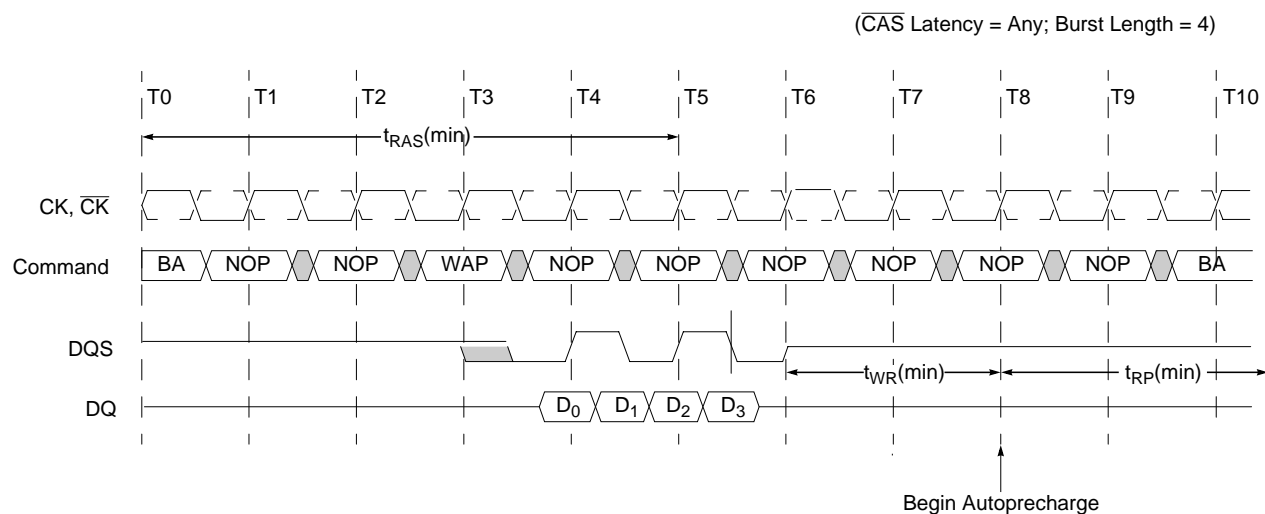 (C̅A̅S̅ Latency = Any; Burst Length = 4)
T0 T1 T2 T3 T4 T5 T6 T7 T8 T9 T10
tRAS(min)
CK, C̅K̅
Command BA NOP NOP WAP NOP NOP NOP NOP NOP NOP BA
DQS
tWR(min) tRP(min)
DQ D0 D1 D2 D3
Begin Autoprecharge